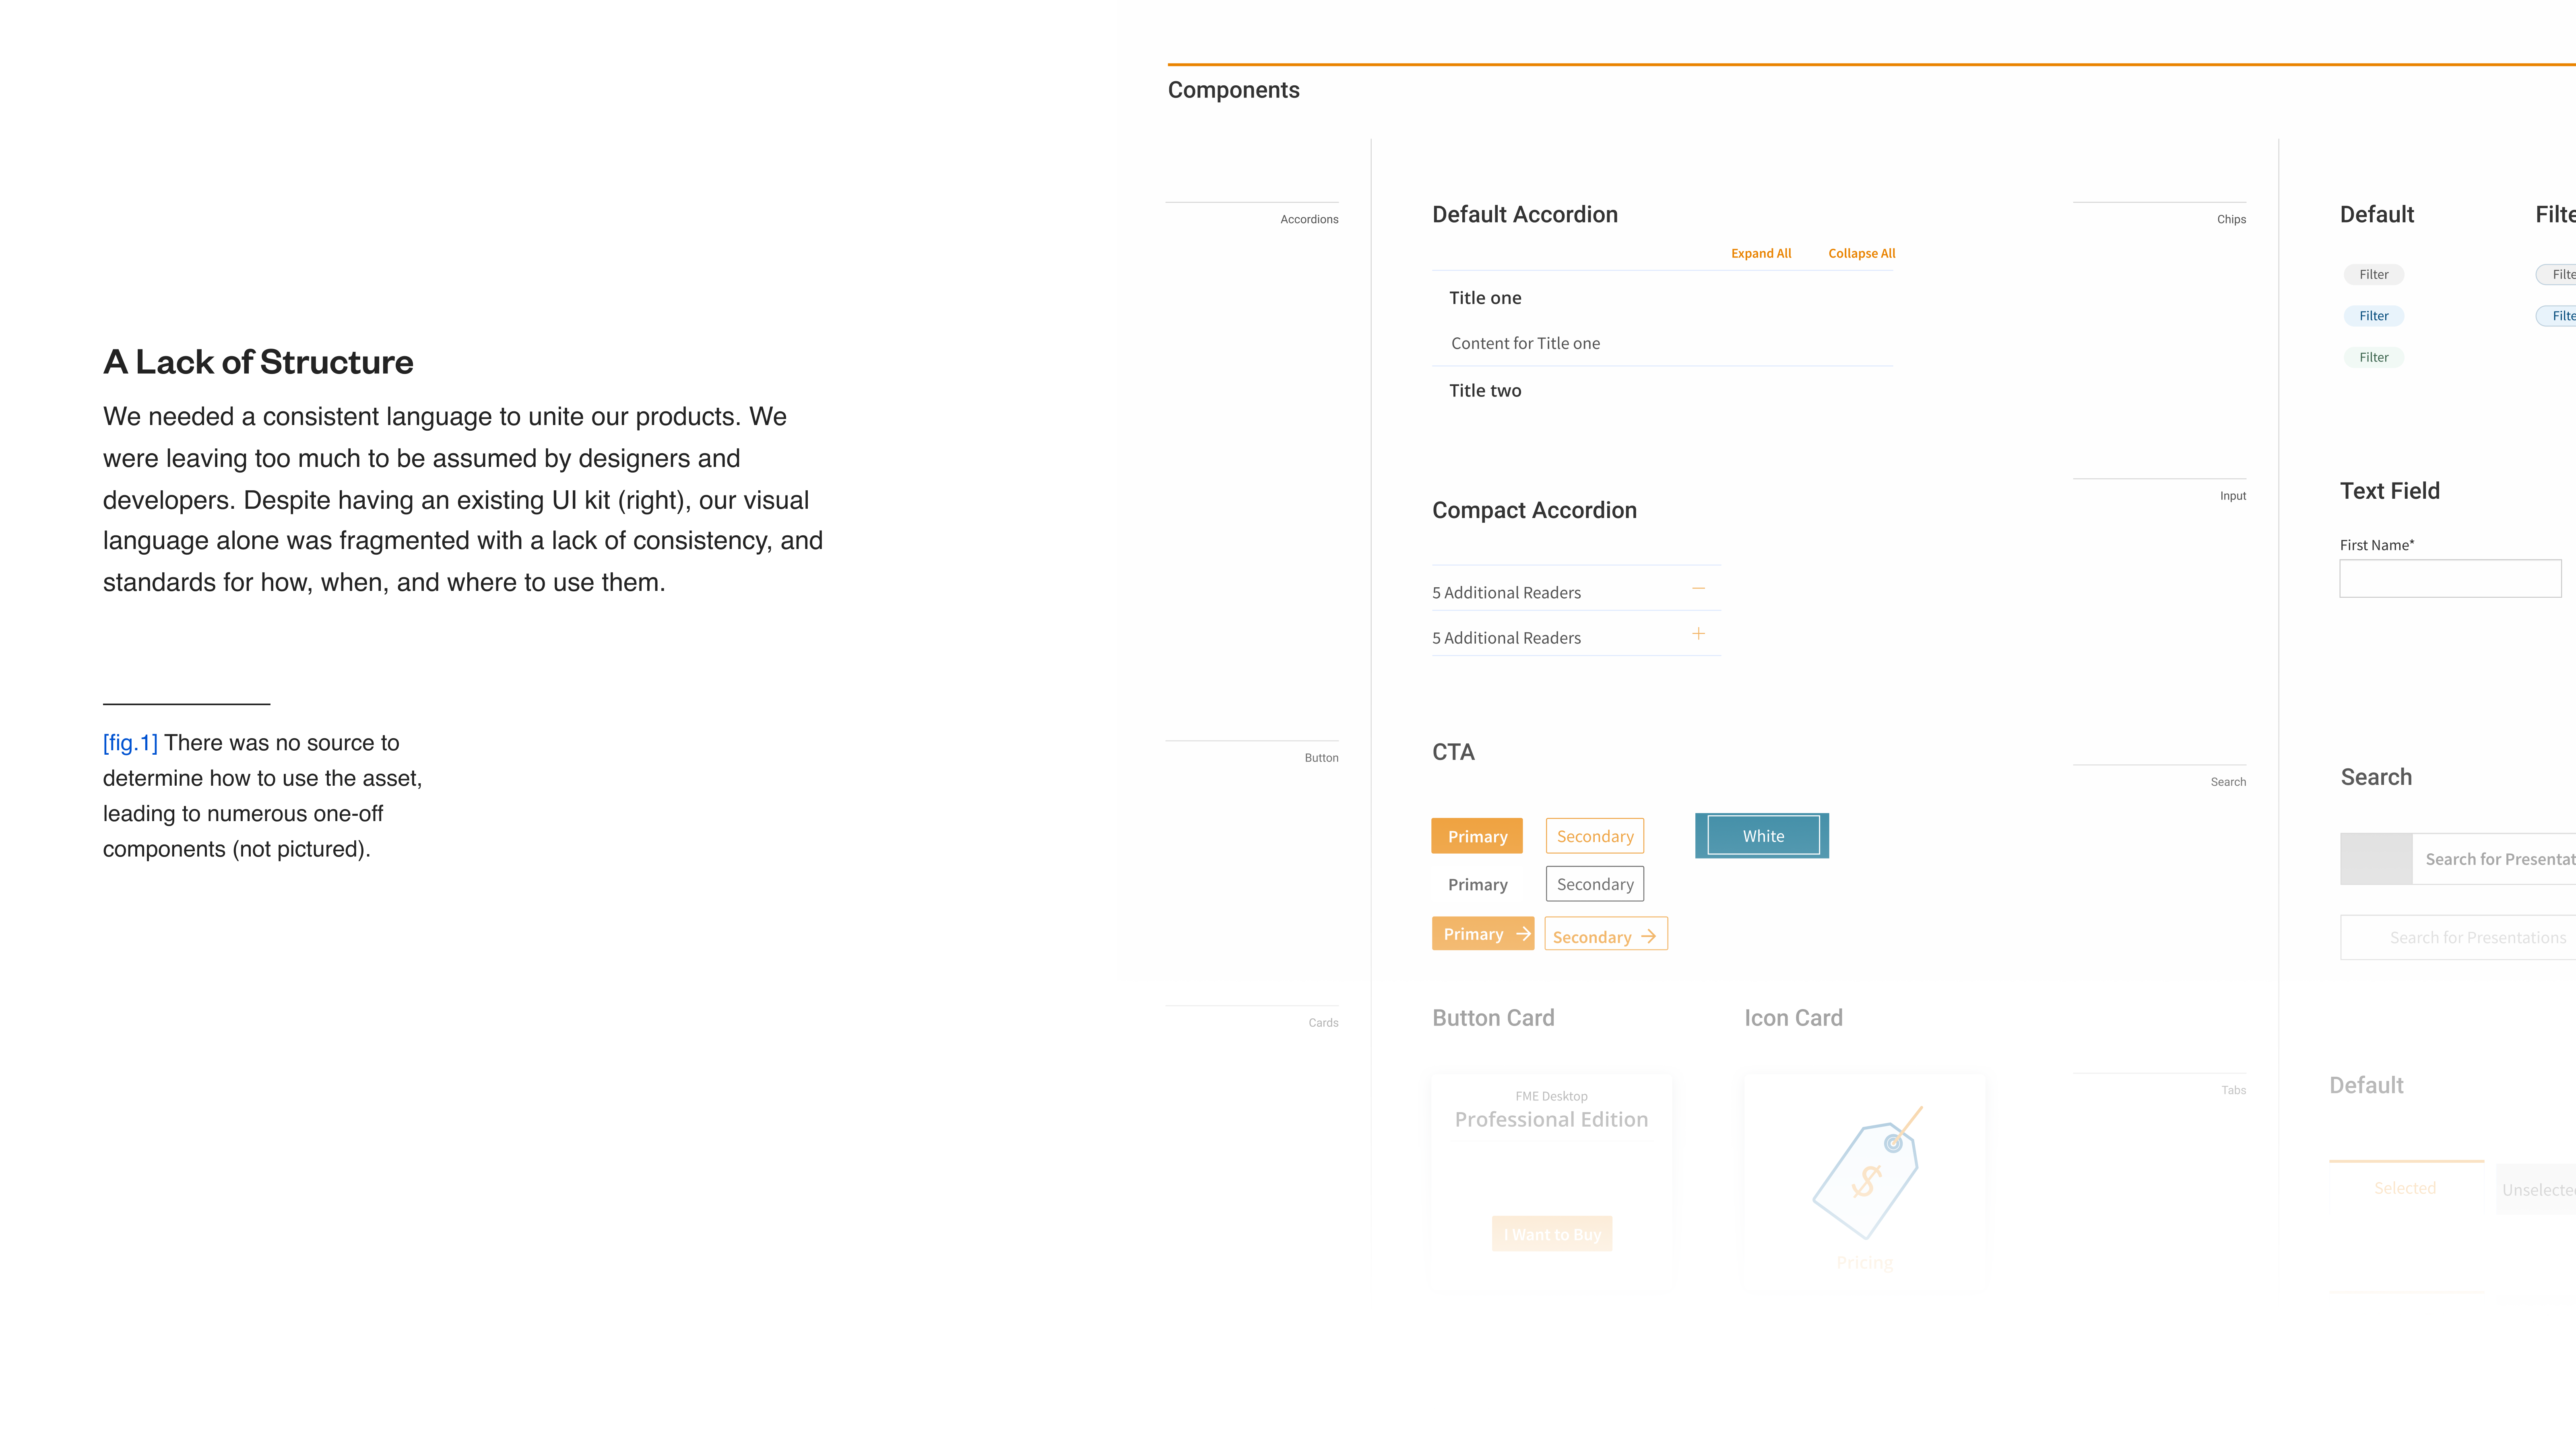 A Lack of Structure
We needed a consistent language to unite our products. We
were leaving too much to be assumed by designers and
developers. Despite having an existing UI kit (right), our visual
language alone was fragmented with a lack of consistency, and
standards for how, when, and where to use them.
[fig.1] There was no source to
determine how to use the asset,
leading to numerous one-off
components (not pictured).
Components
Accordions
Default Accordion
Expand All Collapse All
Title one
Content for Title one
Title two
Compact Accordion
5 Additional Readers
5 Additional Readers
Button
CTA
Primary Secondary White
Primary Secondary
Primary Secondary
Cards
Button Card Icon Card
FME Desktop
Professional Edition
I Want to Buy
$
Pricing
Chips
Default
Filter
Filter
Filter
Input
Text Field
First Name*
Search
Search
Search for
Search for Presentations
Tabs
Default
Selected